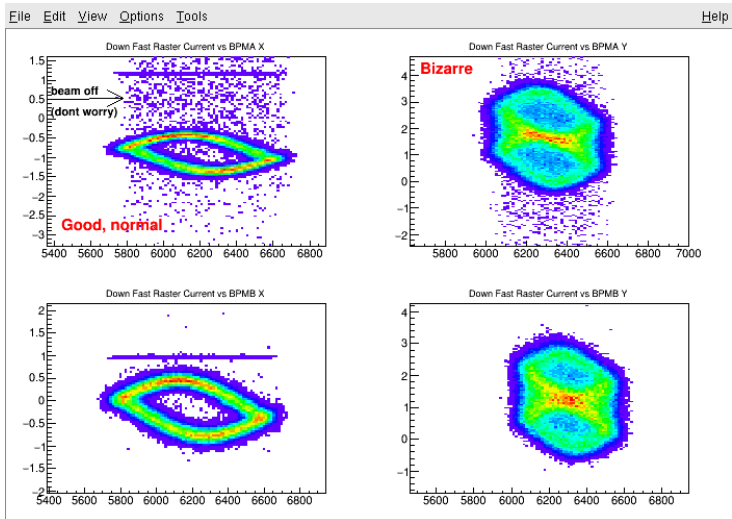 File Edit View Options Tools Help
Down Fast Raster Current vs BPMA X
1.5
1
beam off
0.5
(dont worry)
0
−0.5
−1
−1.5
−2
−2.5
Good, normal
−3
5400 5600 5800 6000 6200 6400 6600 6800
Down Fast Raster Current vs BPMA Y
Bizarre
4
3
2
1
0
−1
−2
5800 6000 6200 6400 6600 6800 7000
Down Fast Raster Current vs BPMB X
2
1.5
1
0.5
0
−0.5
−1
−1.5
−2
5400 5600 5800 6000 6200 6400 6600 6800
Down Fast Raster Current vs BPMB Y
4
3
2
1
0
−1
5600 5800 6000 6200 6400 6600 6800